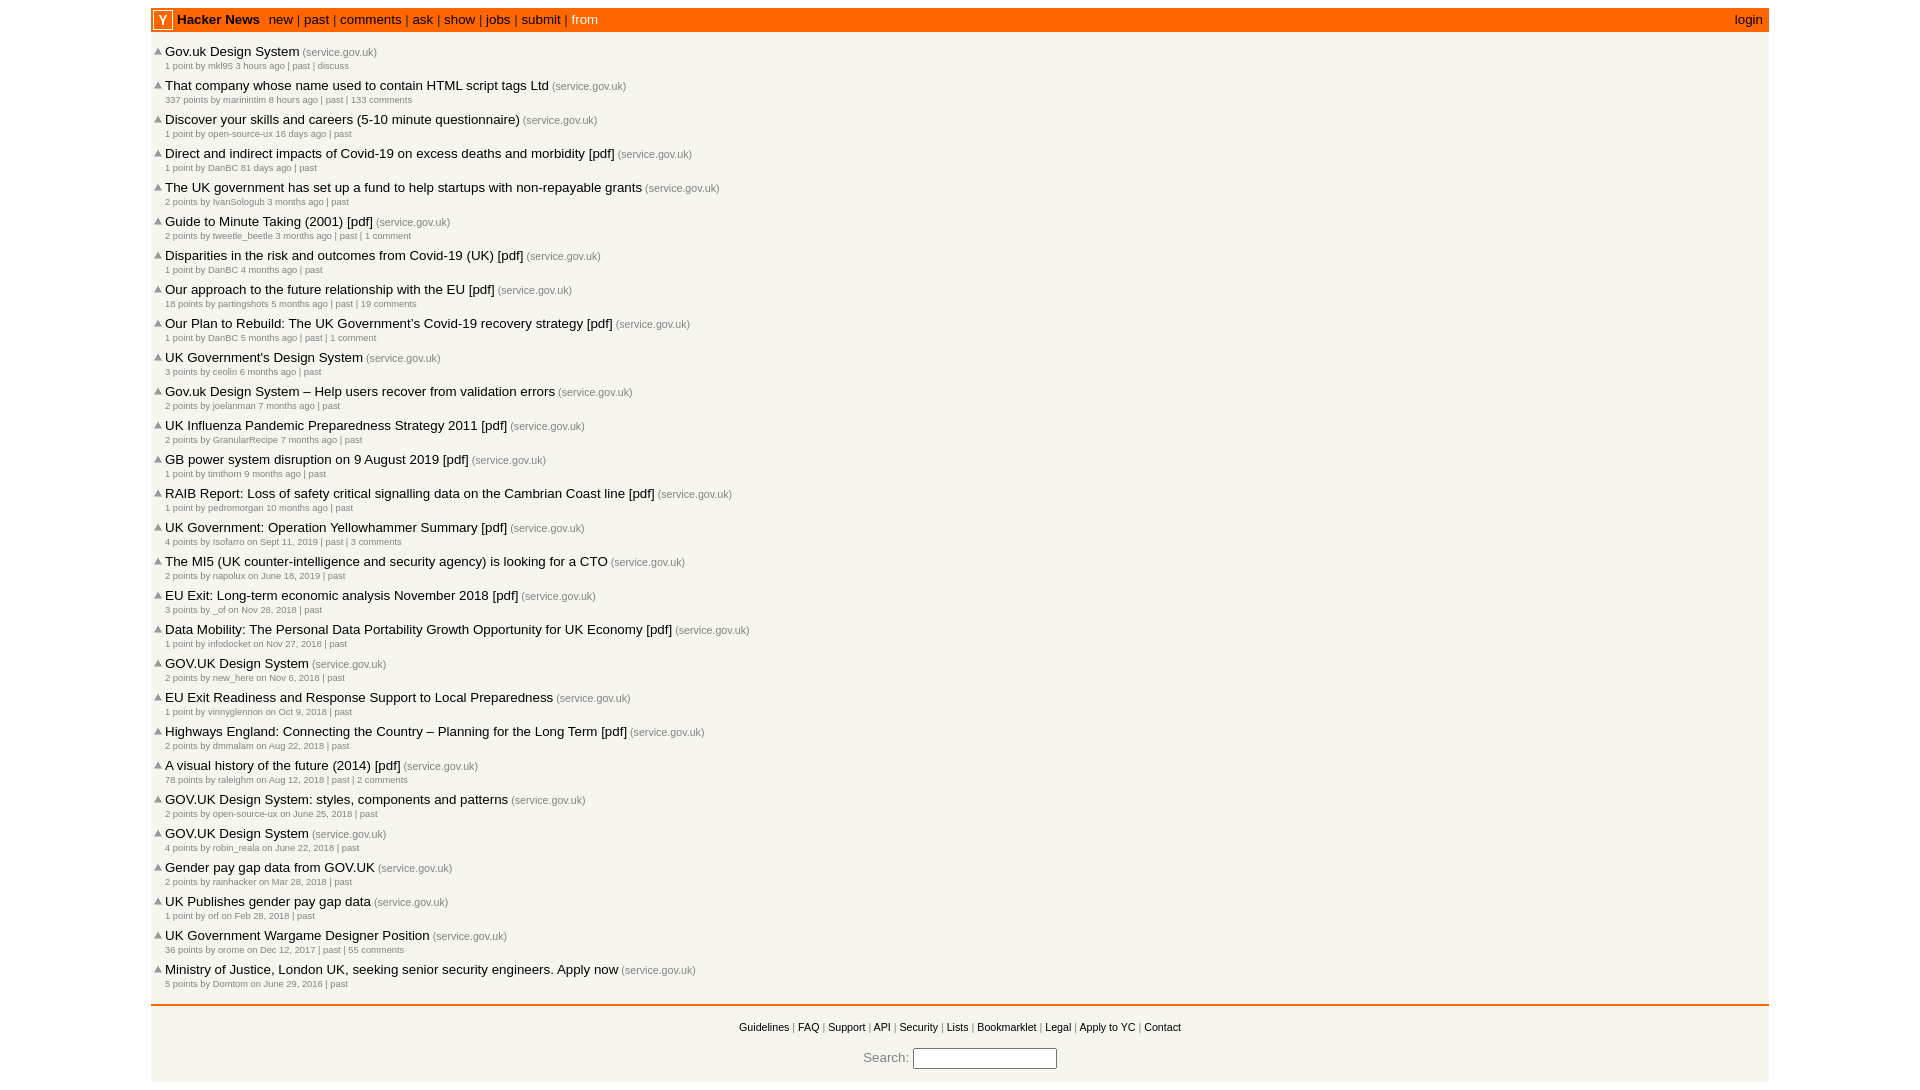 Y Hacker News new | past | comments | ask | show | jobs | submit | from login
Gov.uk Design System (service.gov.uk)
1 point by mkl95 3 hours ago | past | discuss
That company whose name used to contain HTML script tags Ltd (service.gov.uk)
337 points by marinintim 8 hours ago | past | 133 comments
Discover your skills and careers (5-10 minute questionnaire) (service.gov.uk)
1 point by open-source-ux 16 days ago | past
Direct and indirect impacts of Covid-19 on excess deaths and morbidity [pdf] (service.gov.uk)
1 point by DanBC 81 days ago | past
The UK government has set up a fund to help startups with non-repayable grants (service.gov.uk)
2 points by IvanSologub 3 months ago | past
Guide to Minute Taking (2001) [pdf] (service.gov.uk)
2 points by tweetle_beetle 3 months ago | past | 1 comment
Disparities in the risk and outcomes from Covid-19 (UK) [pdf] (service.gov.uk)
1 point by DanBC 4 months ago | past
Our approach to the future relationship with the EU [pdf] (service.gov.uk)
18 points by partingshots 5 months ago | past | 19 comments
Our Plan to Rebuild: The UK Government's Covid-19 recovery strategy [pdf] (service.gov.uk)
1 point by DanBC 5 months ago | past | 1 comment
UK Government's Design System (service.gov.uk)
3 points by ceolin 6 months ago | past
Gov.uk Design System – Help users recover from validation errors (service.gov.uk)
2 points by joelanman 7 months ago | past
UK Influenza Pandemic Preparedness Strategy 2011 [pdf] (service.gov.uk)
2 points by GranularRecipe 7 months ago | past
GB power system disruption on 9 August 2019 [pdf] (service.gov.uk)
1 point by timthorn 9 months ago | past
RAIB Report: Loss of safety critical signalling data on the Cambrian Coast line [pdf] (service.gov.uk)
1 point by pedromorgan 10 months ago | past
UK Government: Operation Yellowhammer Summary [pdf] (service.gov.uk)
4 points by Isofarro on Sept 11, 2019 | past | 3 comments
The MI5 (UK counter-intelligence and security agency) is looking for a CTO (service.gov.uk)
2 points by napolux on June 18, 2019 | past
EU Exit: Long-term economic analysis November 2018 [pdf] (service.gov.uk)
3 points by _of on Nov 28, 2018 | past
Data Mobility: The Personal Data Portability Growth Opportunity for UK Economy [pdf] (service.gov.uk)
1 point by infodocket on Nov 27, 2018 | past
GOV.UK Design System (service.gov.uk)
2 points by new_here on Nov 6, 2018 | past
EU Exit Readiness and Response Support to Local Preparedness (service.gov.uk)
1 point by vinnyglennon on Oct 9, 2018 | past
Highways England: Connecting the Country – Planning for the Long Term [pdf] (service.gov.uk)
2 points by dmmalam on Aug 22, 2018 | past
A visual history of the future (2014) [pdf] (service.gov.uk)
78 points by raleighm on Aug 12, 2018 | past | 2 comments
GOV.UK Design System: styles, components and patterns (service.gov.uk)
2 points by open-source-ux on June 25, 2018 | past
GOV.UK Design System (service.gov.uk)
4 points by robin_reala on June 22, 2018 | past
Gender pay gap data from GOV.UK (service.gov.uk)
2 points by rainhacker on Mar 28, 2018 | past
UK Publishes gender pay gap data (service.gov.uk)
1 point by orf on Feb 28, 2018 | past
UK Government Wargame Designer Position (service.gov.uk)
36 points by orome on Dec 12, 2017 | past | 55 comments
Ministry of Justice, London UK, seeking senior security engineers. Apply now (service.gov.uk)
5 points by Domtom on June 29, 2016 | past
Guidelines | FAQ | Support | API | Security | Lists | Bookmarklet | Legal | Apply to YC | Contact
Search: